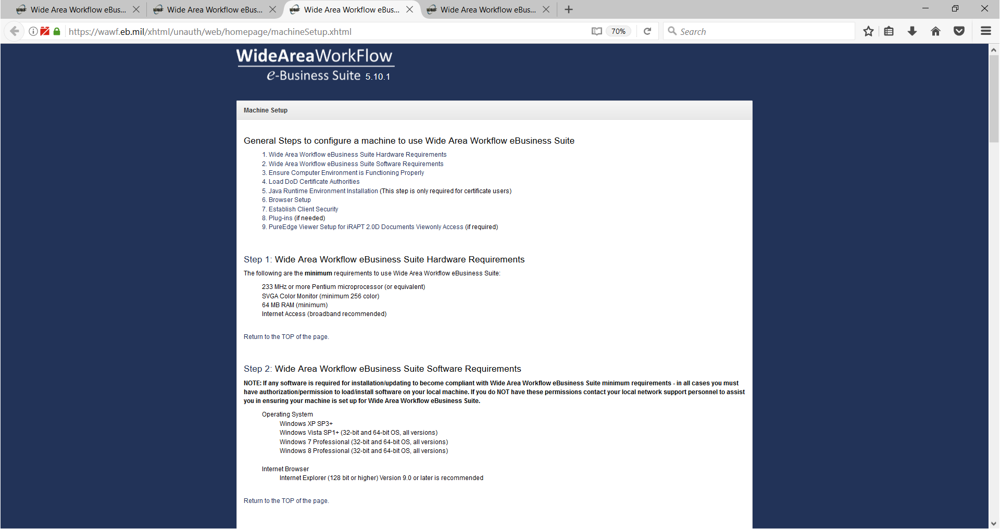 Wide Area Workflow eBus...
Wide Area Workflow eBus...
Wide Area Workflow eBus...
Wide Area Workflow eBus...
https://wawf.eb.mil/xhtml/unauth/web/homepage/machineSetup.xhtml
70%
Search
WideAreaWorkFlow
e-Business Suite 5.10.1
Machine Setup
General Steps to configure a machine to use Wide Area Workflow eBusiness Suite
1. Wide Area Workflow eBusiness Suite Hardware Requirements
2. Wide Area Workflow eBusiness Suite Software Requirements
3. Ensure Computer Environment is Functioning Properly
4. Load DoD Certificate Authorities
5. Java Runtime Environment Installation (This step is only required for certificate users)
6. Browser Setup
7. Establish Client Security
8. Plug-ins (if needed)
9. PureEdge Viewer Setup for iRAPT 2.0D Documents Viewonly Access (if required)
Step 1: Wide Area Workflow eBusiness Suite Hardware Requirements
The following are the minimum requirements to use Wide Area Workflow eBusiness Suite:
233 MHz or more Pentium microprocessor (or equivalent)
SVGA Color Monitor (minimum 256 color)
64 MB RAM (minimum)
Internet Access (broadband recommended)
Return to the TOP of the page.
Step 2: Wide Area Workflow eBusiness Suite Software Requirements
NOTE: If any software is required for installation/updating to become compliant with Wide Area Workflow eBusiness Suite minimum requirements - in all cases you must
have authorization/permission to load/install software on your local machine. If you do NOT have these permissions contact your local network support personnel to assist
you in ensuring your machine is set up for Wide Area Workflow eBusiness Suite.
Operating System
Windows XP SP3+
Windows Vista SP1+ (32-bit and 64-bit OS, all versions)
Windows 7 Professional (32-bit and 64-bit OS, all versions)
Windows 8 Professional (32-bit and 64-bit OS, all versions)
Internet Browser
Internet Explorer (128 bit or higher) Version 9.0 or later is recommended
Return to the TOP of the page.